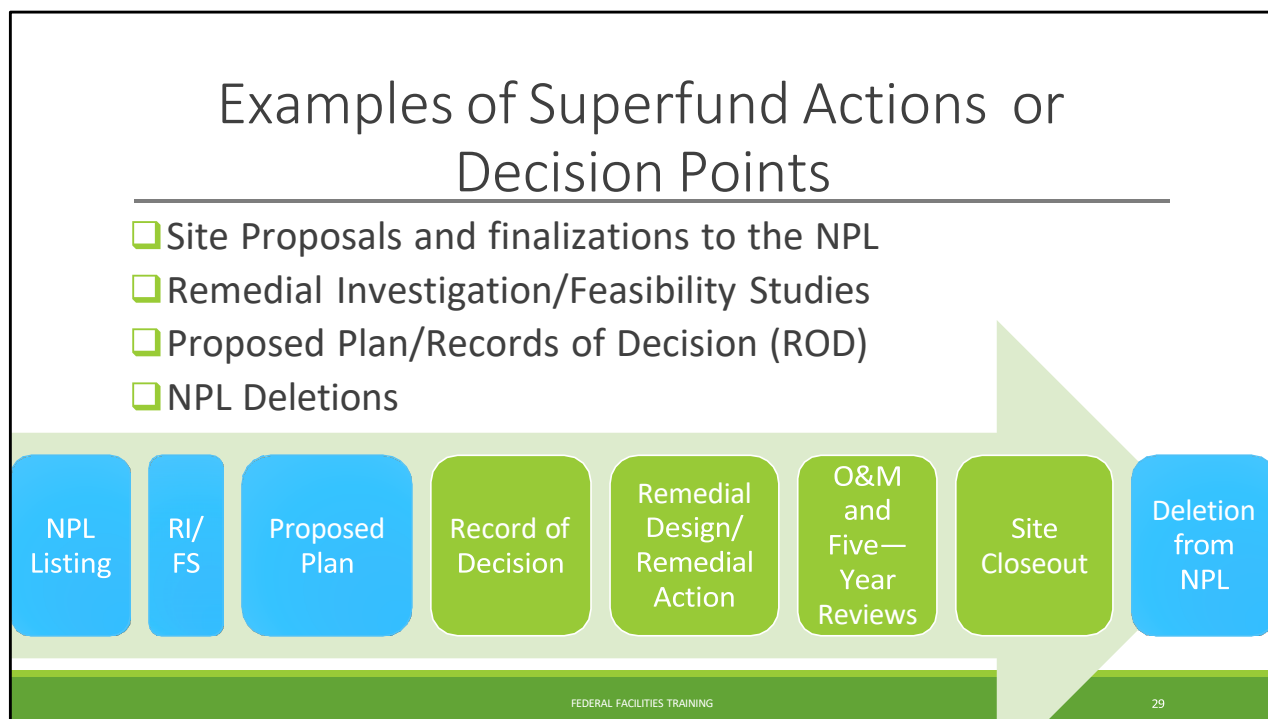 Examples of Superfund Actions or
Decision Points
Site Proposals and finalizations to the NPL
Remedial Investigation/Feasibility Studies
Proposed Plan/Records of Decision (ROD)
NPL Deletions
NPL
Listing
RI/
FS
Proposed
Plan
Record of
Decision
Remedial
Design/
Remedial
Action
O&M
and
Five—
Year
Reviews
Site
Closeout
Deletion
from
NPL
FEDERAL FACILITIES TRAINING
29